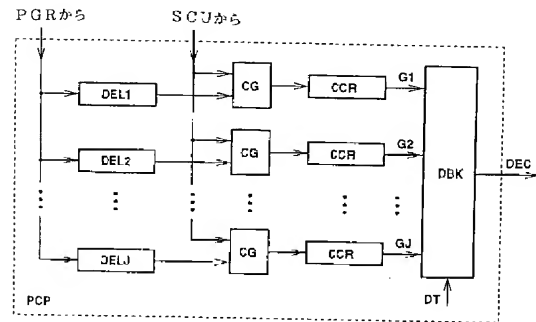 PGRから SCUから
DEL1 CG CCR G1
DEL2 CG CCR G2
DBK DEC
DELJ CG CCR GJ
PCP DT